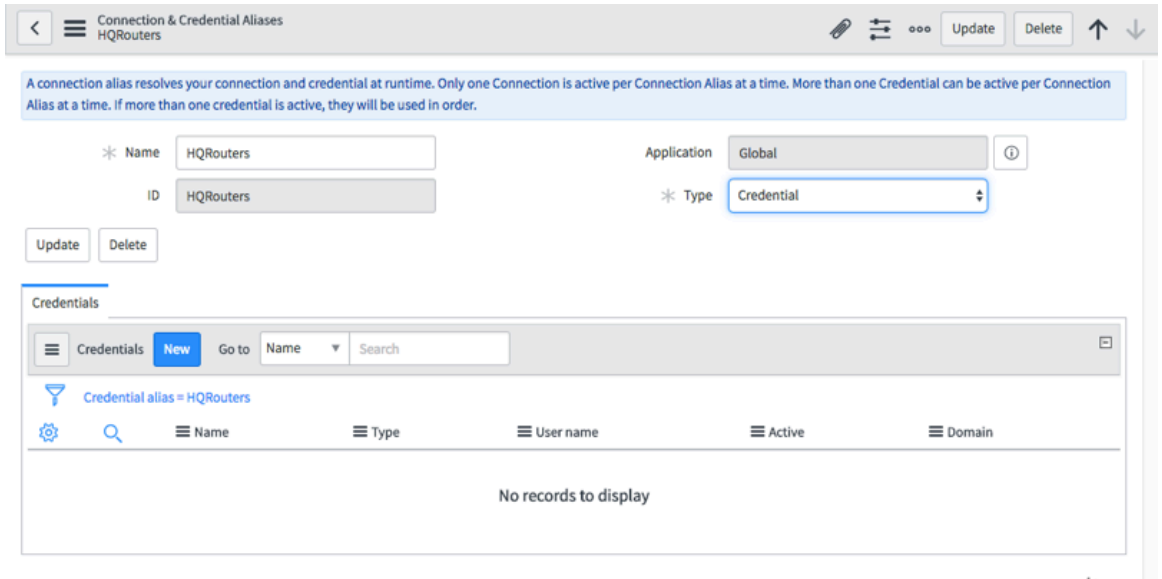 Connection & Credential Aliases
HQRouters
Update
Delete
A connection alias resolves your connection and credential at runtime. Only one Connection is active per Connection Alias at a time. More than one Credential can be active per Connection
Alias at a time. If more than one credential is active, they will be used in order.
Name HQRouters
Application Global
ID HQRouters
Type Credential
Update Delete
Credentials
Credentials New Go to Name Search
Credential alias = HQRouters
Name Type User name Active Domain
No records to display